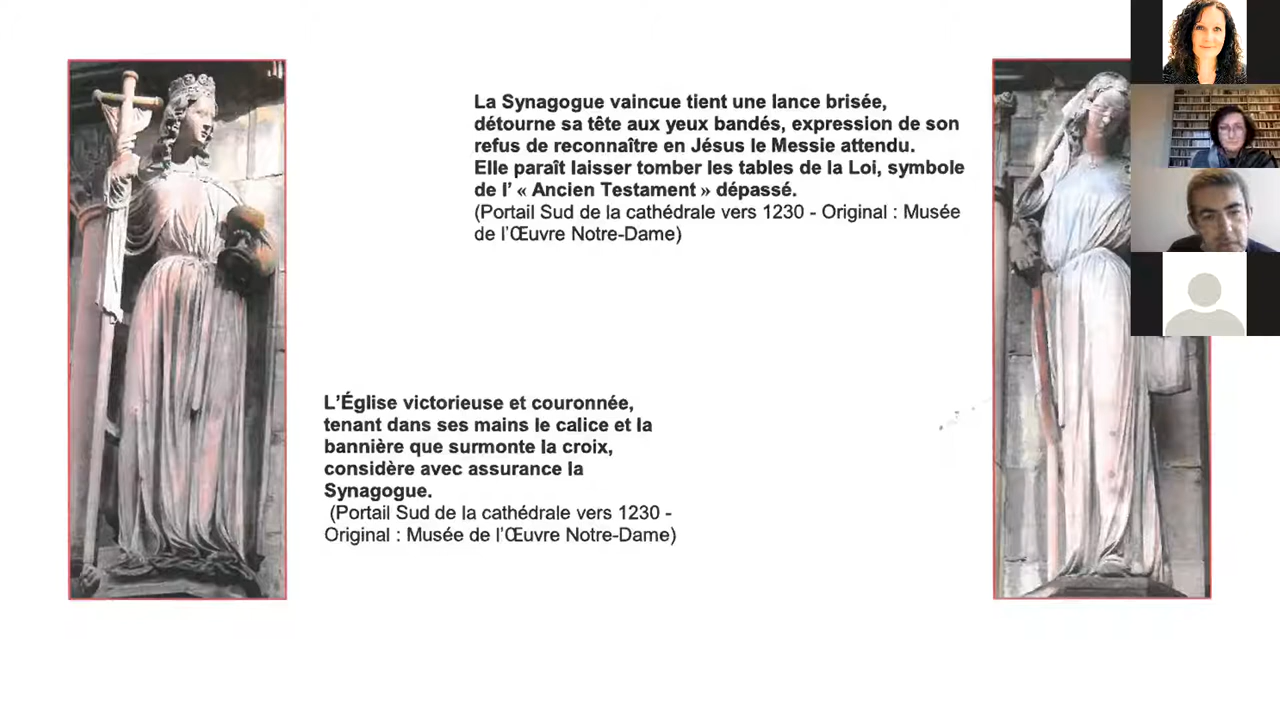 La Synagogue vaincue tient une lance brisée,
détourne sa tête aux yeux bandés, expression de son
refus de reconnaître en Jésus le Messie attendu.
Elle paraît laisser tomber les tables de la Loi, symbole
de l' « Ancien Testament » dépassé.
(Portail Sud de la cathédrale vers 1230 - Original : Musée
de l'Œuvre Notre-Dame)
L'Église victorieuse et couronnée,
tenant dans ses mains le calice et la
bannière que surmonte la croix,
considère avec assurance la
Synagogue.
(Portail Sud de la cathédrale vers 1230 -
Original : Musée de l'Œuvre Notre-Dame)